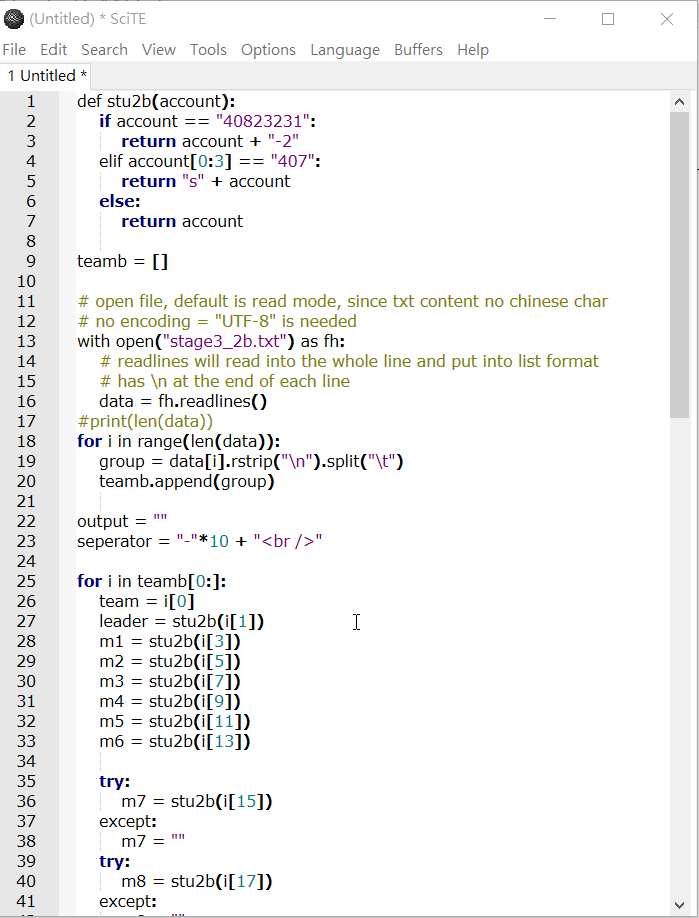 (Untitled) * SciTE
File Edit Search View Tools Options Language Buffers Help
1 Untitled *
1 def stu2b(account):
2     if account == "40823231":
3         return account + "-2"
4     elif account[0:3] == "407":
5         return "s" + account
6     else:
7         return account
8
9 teamb = []
10
11 # open file, default is read mode, since txt content no chinese char
12 # no encoding = "UTF-8" is needed
13 with open("stage3_2b.txt") as fh:
14     # readlines will read into the whole line and put into list format
15     # has \n at the end of each line
16     data = fh.readlines()
17 #print(len(data))
18 for i in range(len(data)):
19     group = data[i].rstrip("\n").split("\t")
20     teamb.append(group)
21
22 output = ""
23 seperator = "-"*10 + "<br />"
24
25 for i in teamb[0:]:
26     team = i[0]
27     leader = stu2b(i[1])
28     m1 = stu2b(i[3])
29     m2 = stu2b(i[5])
30     m3 = stu2b(i[7])
31     m4 = stu2b(i[9])
32     m5 = stu2b(i[11])
33     m6 = stu2b(i[13])
34
35     try:
36         m7 = stu2b(i[15])
37     except:
38         m7 = ""
39     try:
40         m8 = stu2b(i[17])
41     except: